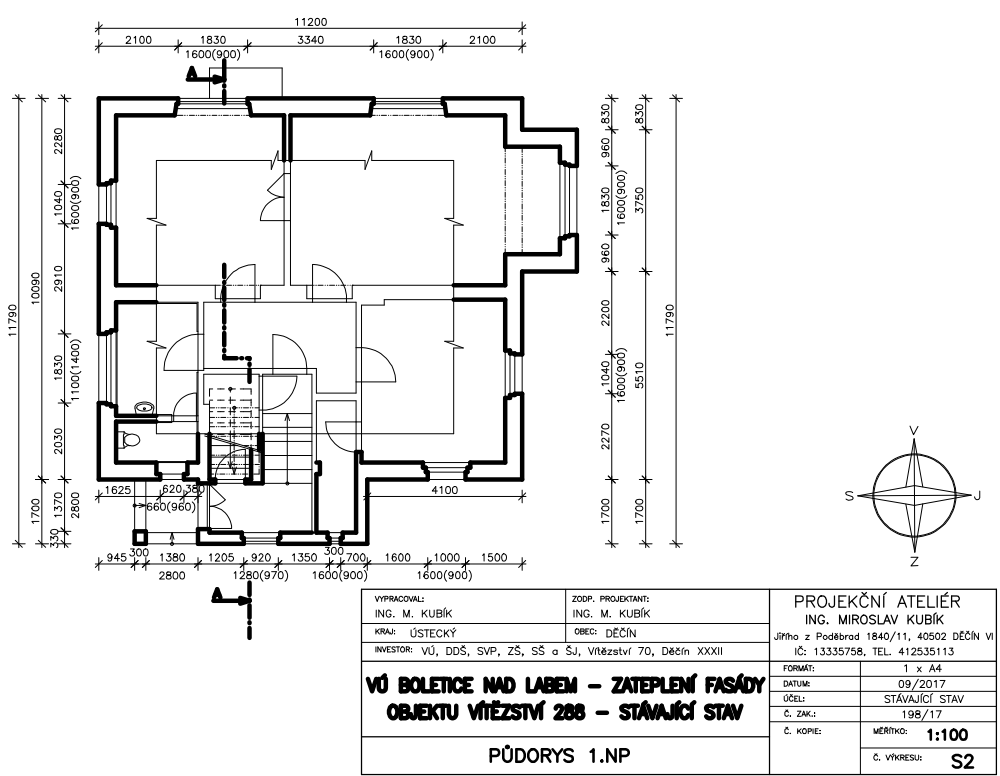 11200
2100 1830 3340 1830 2100
1600(900) 1600(900)
A
11790
10090 1700
2280 1040 2910 1830 2030 1370 330
1600(900) 1100(1400) 2800
830 960 1830 960 2200 1040 2270 1700
1600(900) 1600(900)
830 3750 5510 1700
11790
1625 620 380 4100
660(960)
945 300 1380 1205 920 1350 300 700 1600 1000 1500
2800 1280(970) 1600(900) 1600(900)
A
V
S J
Z
VYPRACOVAL: ZODP. PROJEKTANT:
ING. M. KUBÍK ING. M. KUBÍK
KRAJ: ÚSTECKÝ OBEC: DĚČÍN
INVESTOR: VÚ, DDŠ, SVP, ZŠ, SŠ a ŠJ, Vítězství 70, Děčín XXXII
VÚ BOLETICE NAD LABEM – ZATEPLENÍ FASÁDY
OBJEKTU VÍTĚZSTVÍ 288 – STÁVAJÍCÍ STAV
PŮDORYS 1.NP
PROJEKČNÍ ATELIÉR
ING. MIROSLAV KUBÍK
Jiřího z Poděbrad 1840/11, 40502 DĚČÍN VI
IČ: 13335758, TEL. 412535113
FORMÁT: 1 x A4
DATUM: 09/2017
ÚČEL: STÁVAJÍCÍ STAV
Č. ZAK.: 198/17
Č. KOPIE: MĚŘÍTKO: 1:100
Č. VÝKRESU: S2